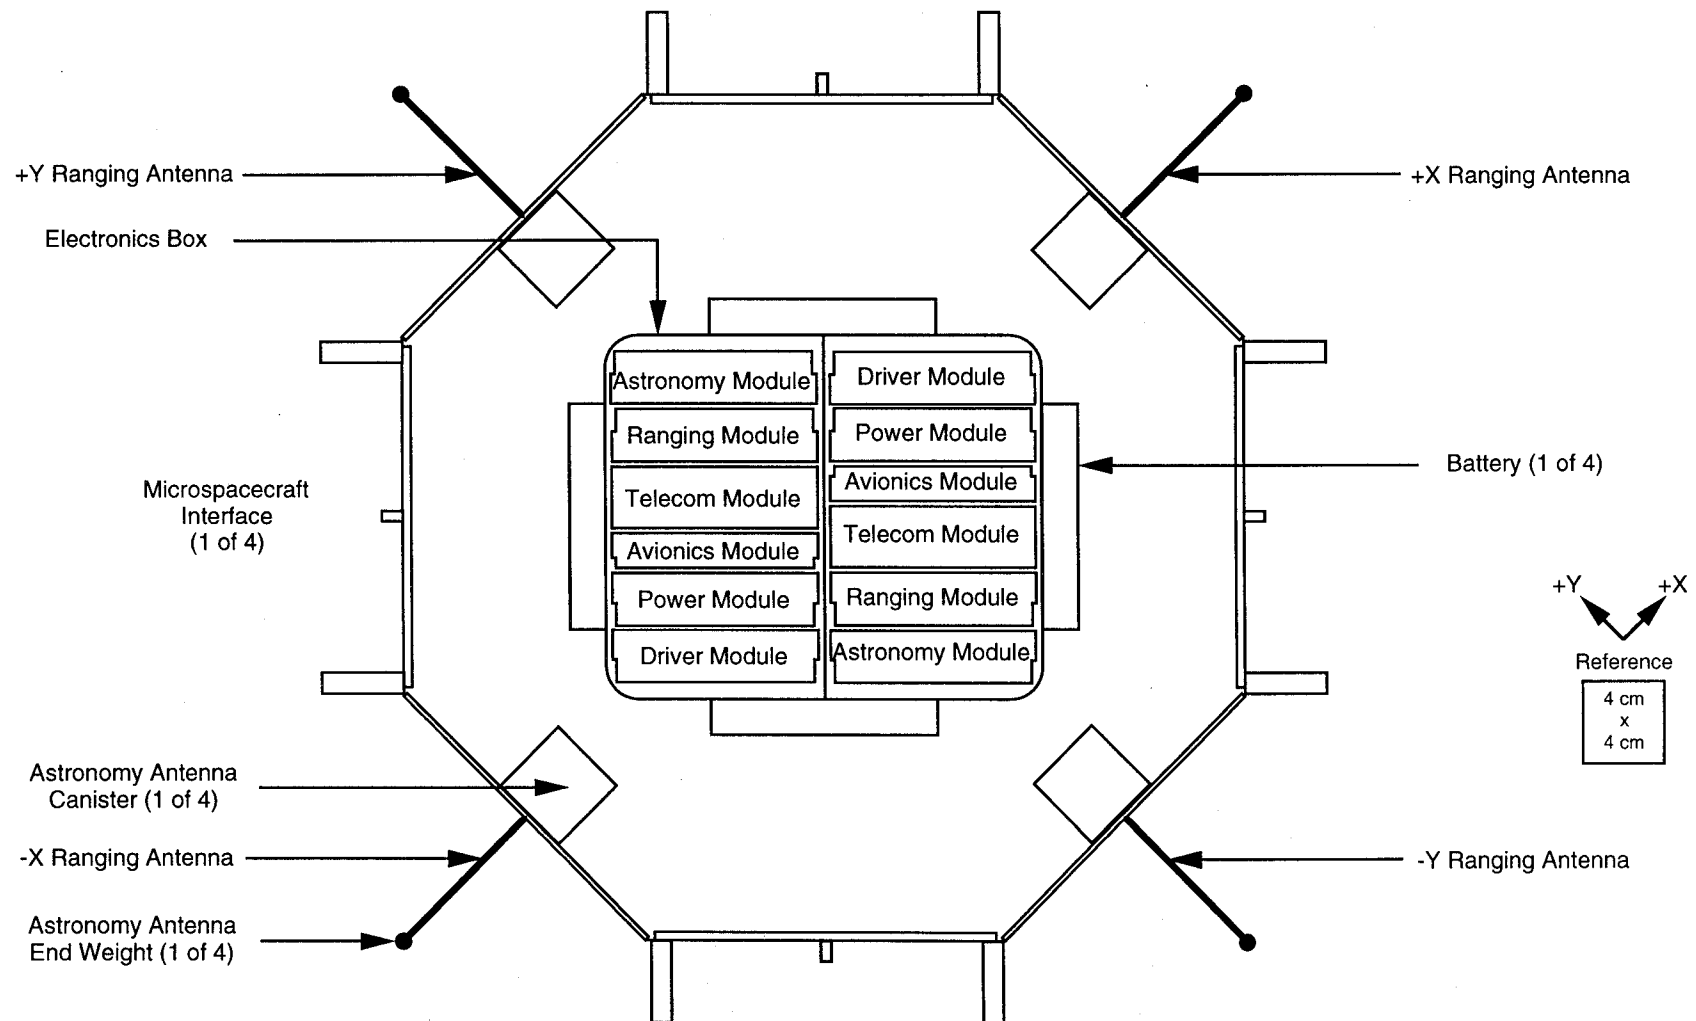 +Y Ranging Antenna
+X Ranging Antenna
Electronics Box
Astronomy Module
Ranging Module
Telecom Module
Avionics Module
Power Module
Driver Module
Driver Module
Power Module
Avionics Module
Telecom Module
Ranging Module
Astronomy Module
Battery (1 of 4)
Microspacecraft
Interface
(1 of 4)
+Y
+X
Reference
4 cm
x
4 cm
Astronomy Antenna
Canister (1 of 4)
-X Ranging Antenna
-Y Ranging Antenna
Astronomy Antenna
End Weight (1 of 4)